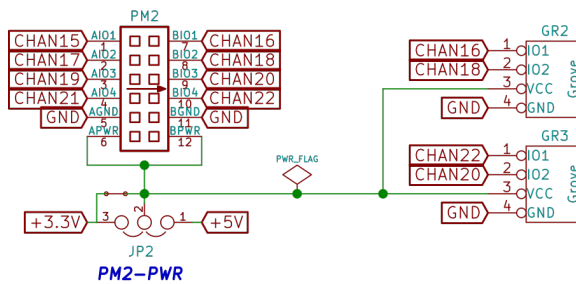 PM2
GR2
CHAN15 AIO1 1 BIO1 7 CHAN16
CHAN17 AIO2 2 BIO2 8 CHAN18
CHAN19 AIO3 3 BIO3 9 CHAN20
CHAN21 AIO4 4 BIO4 10 CHAN22
GND AGND 5 BGND 11 GND
APWR 6 BPWR 12
CHAN16 1 IO1
CHAN18 2 IO2
3 VCC
GND 4 GND
Grove
GR3
CHAN22 1 IO1
CHAN20 2 IO2
3 VCC
GND 4 GND
Grove
PWR_FLAG
+3.3V 3 2 1 +5V
JP2
PM2-PWR